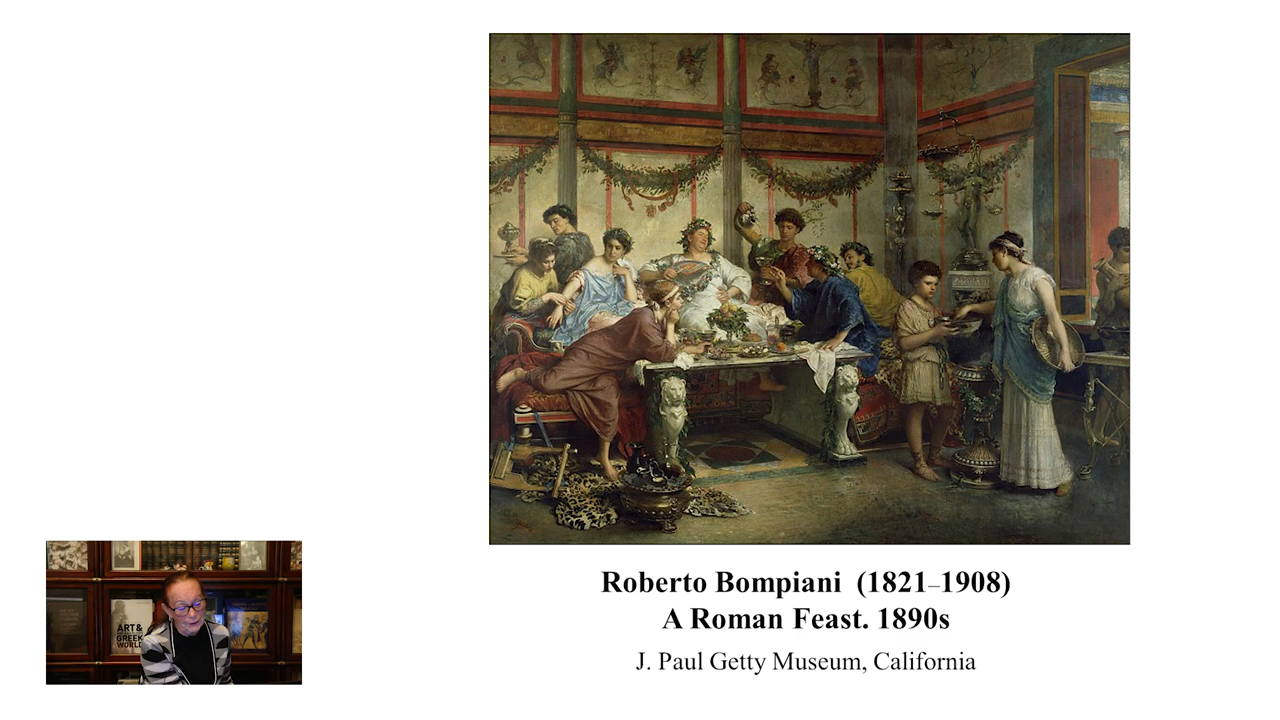 Roberto Bompiani (1821–1908)
A Roman Feast. 1890s
J. Paul Getty Museum, California
ART&
GREEK
WORLD